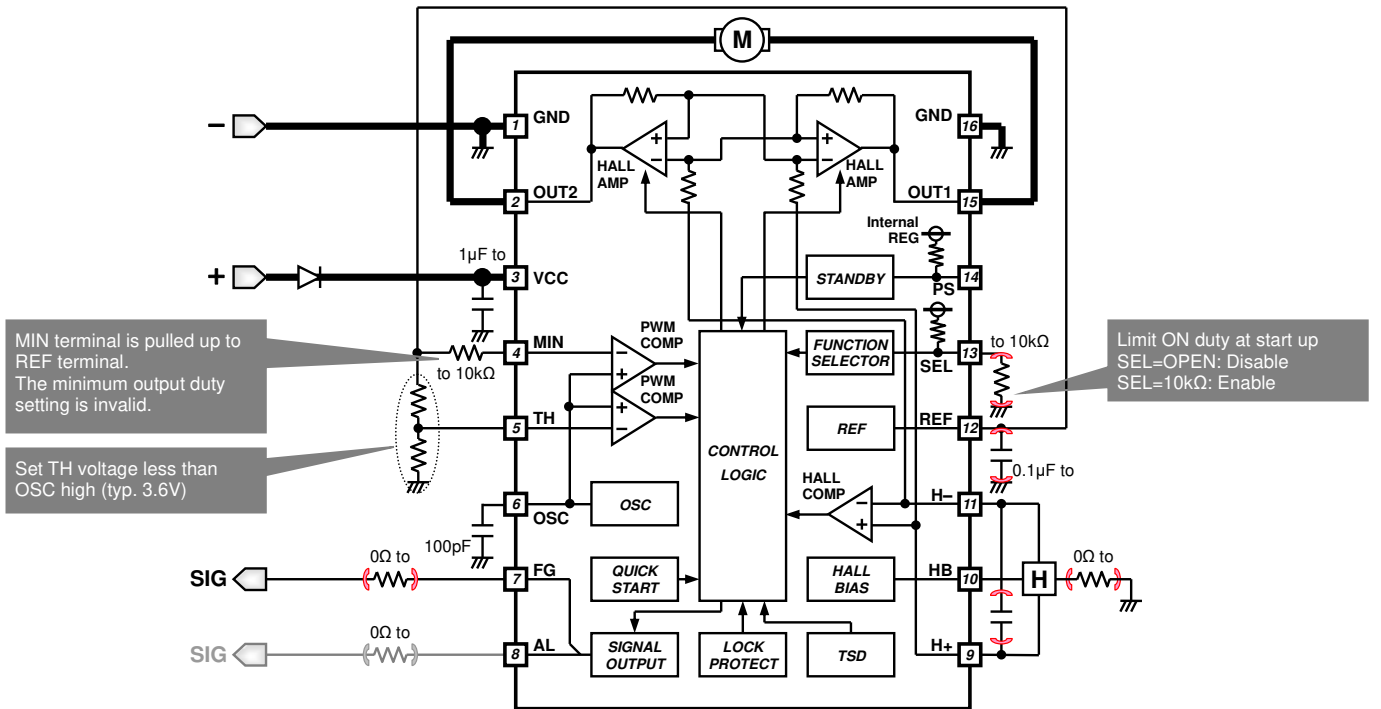 M
−
1
GND
GND
16
+
−
HALL
AMP
+
−
HALL
AMP
2
OUT2
OUT1
15
Internal
REG
1µF to
+
3
VCC
STANDBY
14
PS
MIN terminal is pulled up to
REF terminal.
The minimum output duty
setting is invalid.
4
MIN
to 10kΩ
PWM
COMP
−
+
FUNCTION
SELECTOR
13
SEL
to 10kΩ
Limit ON duty at start up
SEL=OPEN: Disable
SEL=10kΩ: Enable
PWM
COMP
+
−
5
TH
REF
REF
12
0.1µF to
Set TH voltage less than
OSC high (typ. 3.6V)
CONTROL
LOGIC
HALL
COMP
−
+
H−
11
6
OSC
OSC
100pF
SIG
0Ω to
7
FG
QUICK
START
HALL
BIAS
HB
10
H
0Ω to
SIG
0Ω to
8
AL
SIGNAL
OUTPUT
LOCK
PROTECT
TSD
H+
9